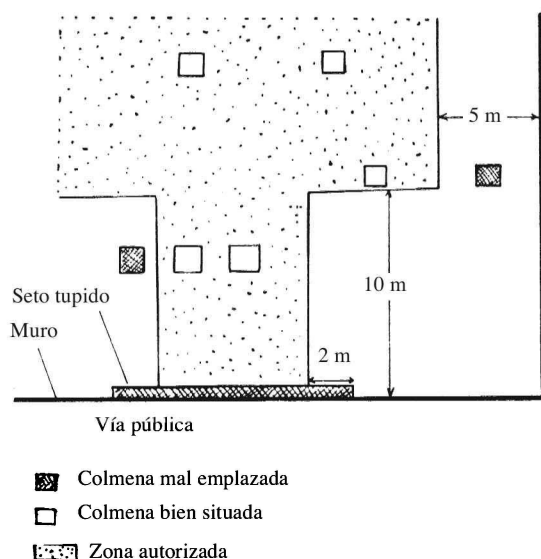 5 m
10 m
Seto tupido
Muro
2 m
Vía pública
Colmena mal emplazada
Colmena bien situada
Zona autorizada